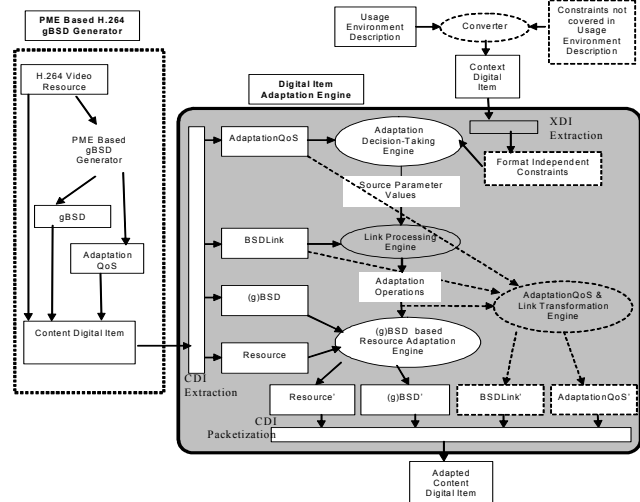 PME Based H.264
gBSD Generator
H.264 Video
Resource
PME Based
gBSD
Generator
gBSD
Adaptation
QoS
Content Digital Item
Usage
Environment
Description
Converter
Constraints not
covered in
Usage
Environment
Description
Context
Digital
Item
Digital Item
Adaptation Engine
XDI
Extraction
AdaptationQoS
Adaptation
Decision-Taking
Engine
Format Independent
Constraints
Source Parameter
Values
BSDLink
Link Processing
Engine
Adaptation
Operations
AdaptationQoS &
Link Transformation
Engine
(g)BSD
(g)BSD based
Resource Adaptation
Engine
Resource
CDI
Extraction
Resource'
(g)BSD'
BSDLink'
AdaptationQoS'
CDI
Packetization
Adapted
Content
Digital Item